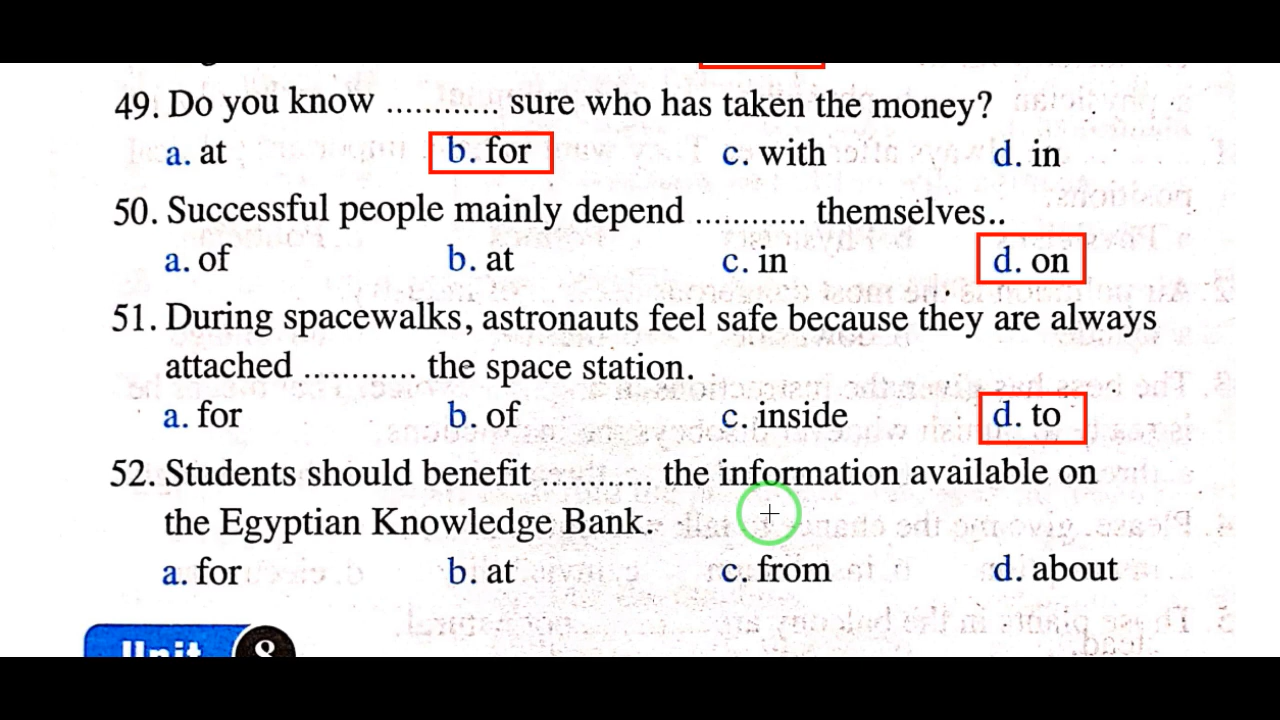 49. Do you know ............ sure who has taken the money?
a. at b. for c. with d. in
50. Successful people mainly depend ............ themselves..
a. of b. at c. in d. on
51. During spacewalks, astronauts feel safe because they are always
attached ............ the space station.
a. for b. of c. inside d. to
52. Students should benefit ............ the information available on
the Egyptian Knowledge Bank.
a. for b. at c. from d. about
Unit 8